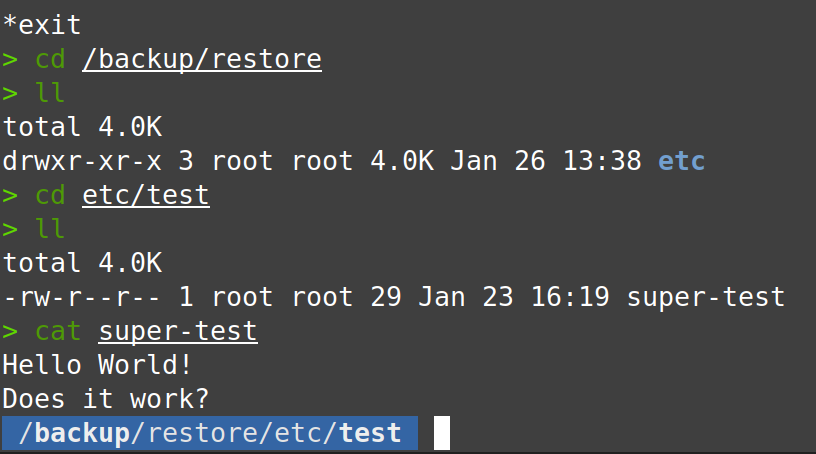 *exit
> cd /backup/restore
> ll
total 4.0K
drwxr-xr-x 3 root root 4.0K Jan 26 13:38 etc
> cd etc/test
> ll
total 4.0K
-rw-r--r-- 1 root root 29 Jan 23 16:19 super-test
> cat super-test
Hello World!
Does it work?
/backup/restore/etc/test